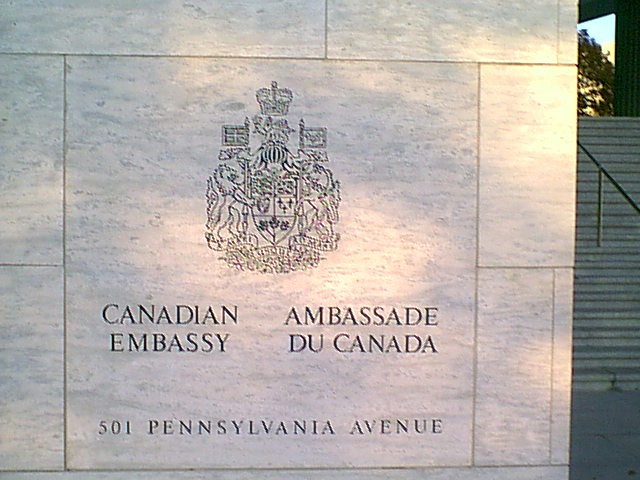 CANADIAN EMBASSY
AMBASSADE DU CANADA
501 PENNSYLVANIA AVENUE